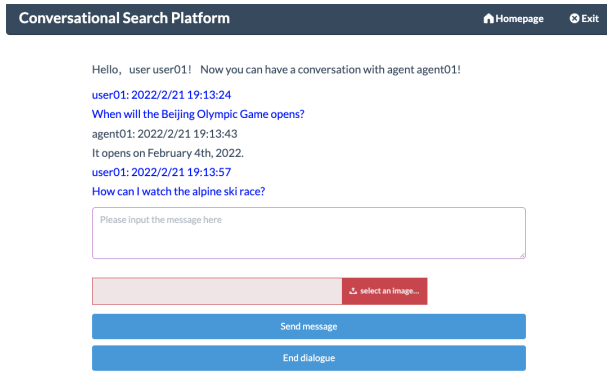 Conversational Search Platform
Homepage
Exit
Hello, user user01! Now you can have a conversation with agent agent01!
user01: 2022/2/21 19:13:24
When will the Beijing Olympic Game opens?
agent01: 2022/2/21 19:13:43
It opens on February 4th, 2022.
user01: 2022/2/21 19:13:57
How can I watch the alpine ski race?
Please input the message here
select an image...
Send message
End dialogue